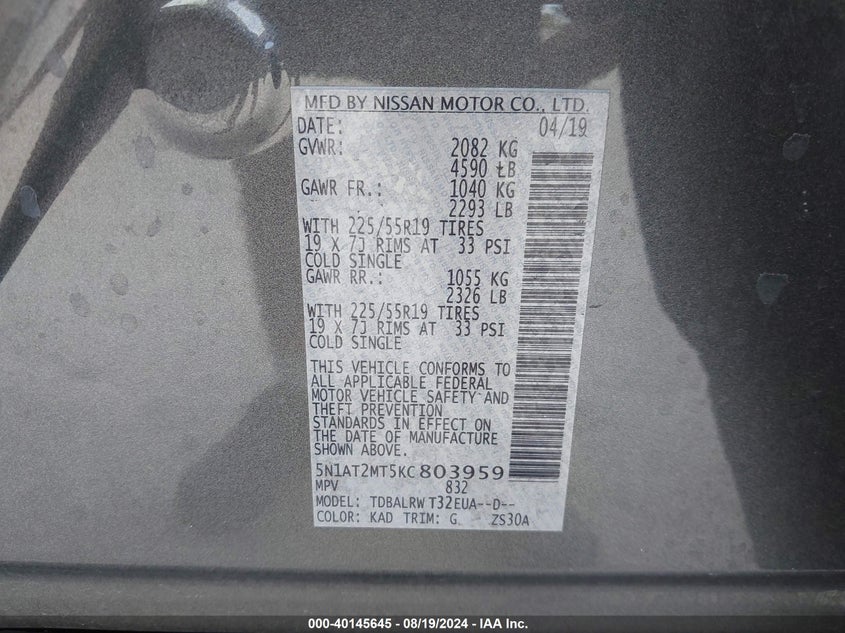 MFD BY NISSAN MOTOR CO., LTD.
DATE: 04/19
GVWR: 2082 KG
4590 LB
GAWR FR.: 1040 KG
2293 LB
WITH 225/55R19 TIRES
19 X 7J RIMS AT 33 PSI
COLD SINGLE
GAWR RR.: 1055 KG
2326 LB
WITH 225/55R19 TIRES
19 X 7J RIMS AT 33 PSI
COLD SINGLE
THIS VEHICLE CONFORMS TO
ALL APPLICABLE FEDERAL
MOTOR VEHICLE SAFETY AND
THEFT PREVENTION
STANDARDS IN EFFECT ON
THE DATE OF MANUFACTURE
SHOWN ABOVE.
5N1AT2MT5KC803959
MPV 832
MODEL: TDBALRW T32EUA--D--
COLOR: KAD TRIM: G ZS30A
000-40145645 / 08/19/2024 - IAA Inc.